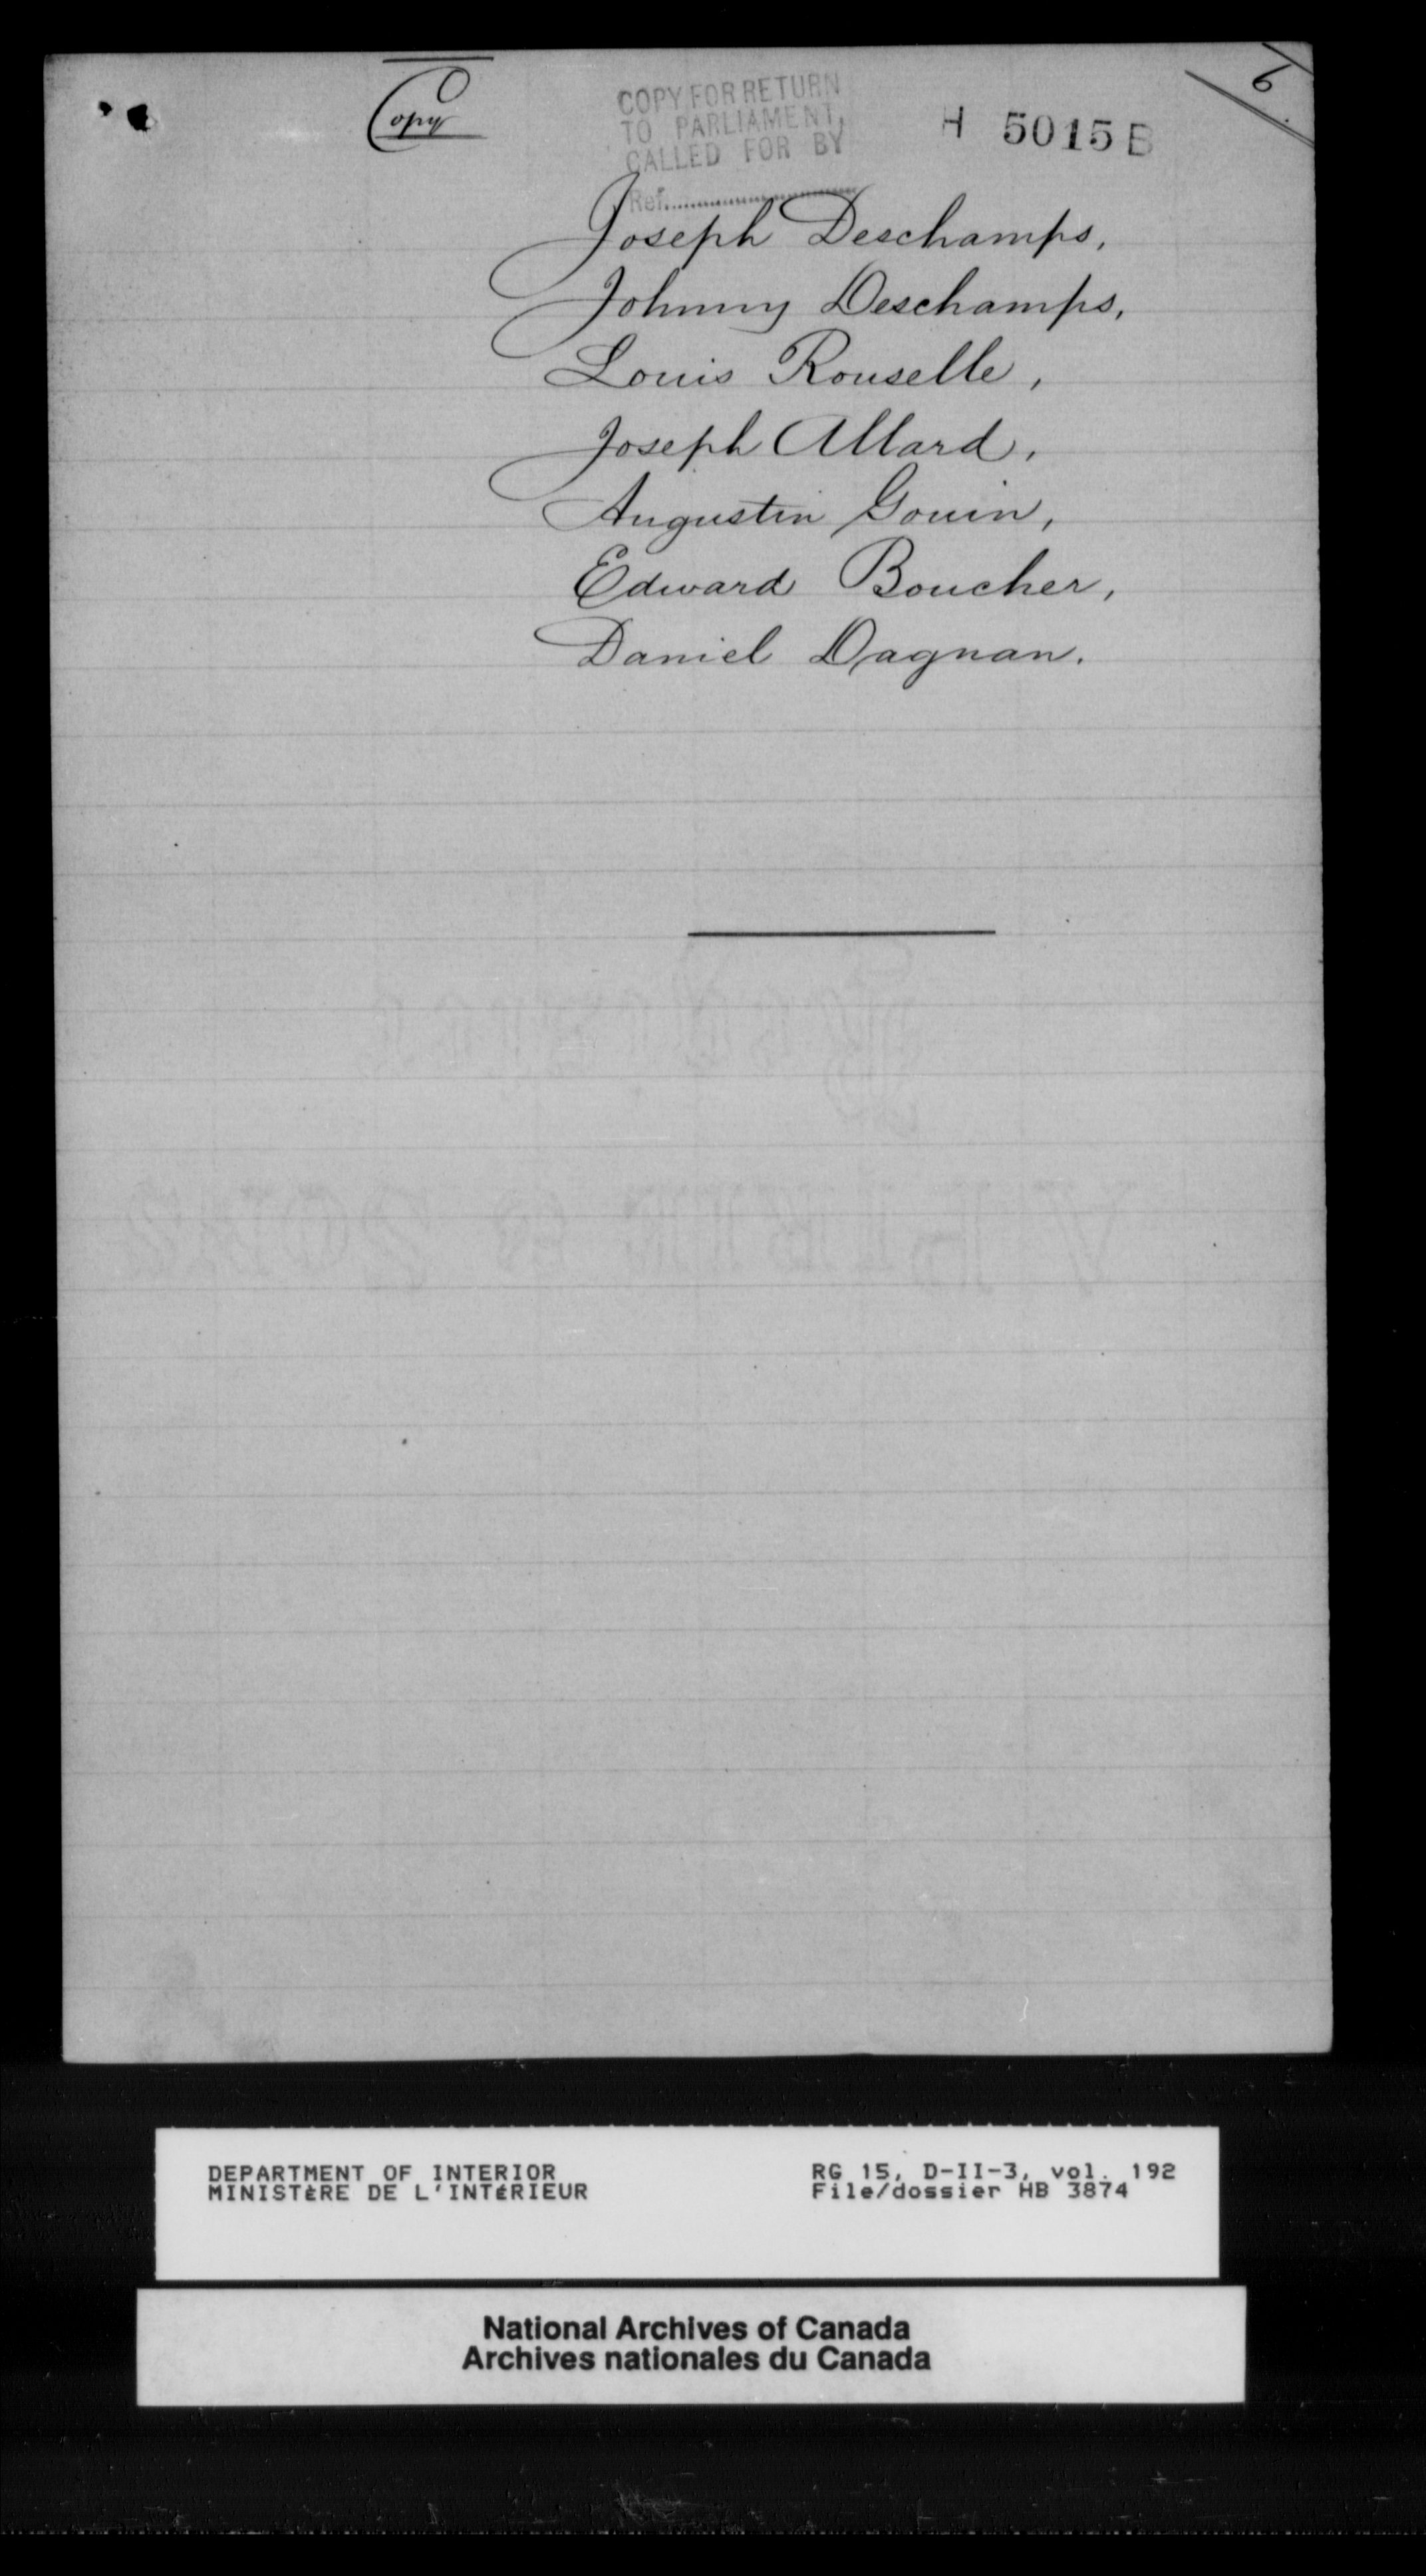 Copy
COPY FOR RETURN
TO PARLIAMENT,
CALLED FOR BY
Ref.....................
H 5015 B
6
Joseph Deschamps,
Johnny Deschamps,
Louis Rouselle,
Joseph Allard,
Augustin Gouin,
Edward Boucher,
Daniel Dagnan.
DEPARTMENT OF INTERIOR
MINISTÈRE DE L'INTÉRIEUR
RG 15, D-II-3, vol. 192
File/dossier HB 3874
National Archives of Canada
Archives nationales du Canada